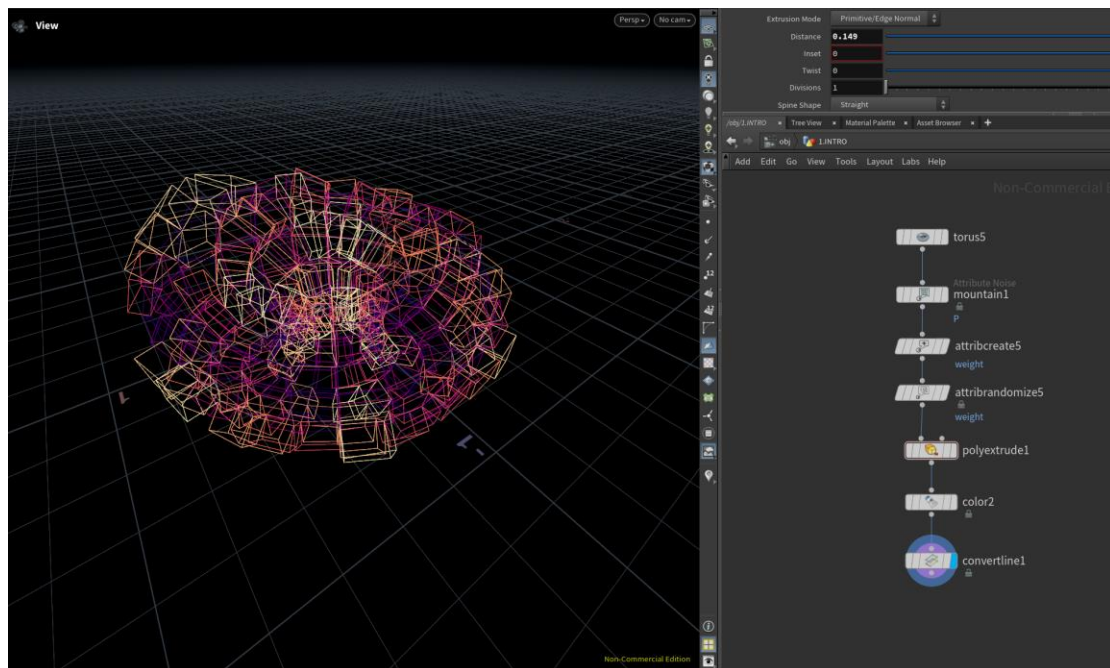 View
Persp
No cam
Extrusion Mode
Primitive/Edge Normal
Distance
0.149
Inset
0
Twist
0
Divisions
1
Spine Shape
Straight
/obj/1.INTRO
Tree View
Material Palette
Asset Browser
obj
1.INTRO
Add Edit Go View Tools Layout Labs Help
Non-Commercial
torus5
Attribute Noise
mountain1
P
attribcreate5
weight
attribrandomize5
weight
polyextrude1
color2
convertline1
12
Non-Commercial Edition